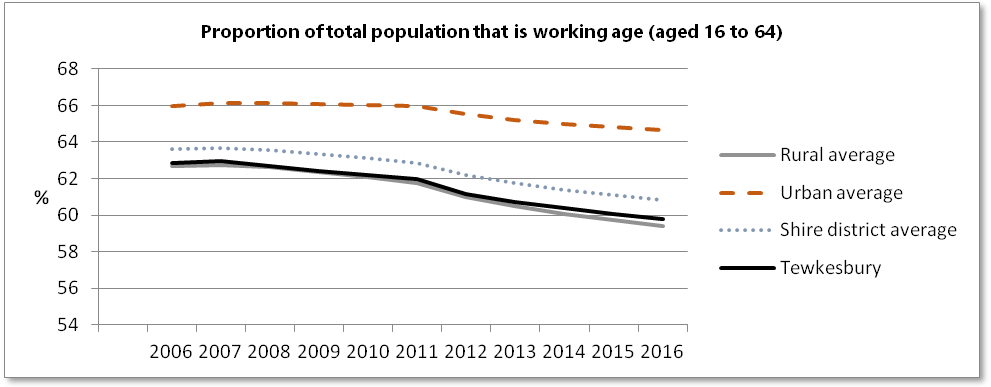 Proportion of total population that is working age (aged 16 to 64)
68
66
64
62
60
58
56
54
%
2006 2007 2008 2009 2010 2011 2012 2013 2014 2015 2016
Rural average
Urban average
Shire district average
Tewkesbury